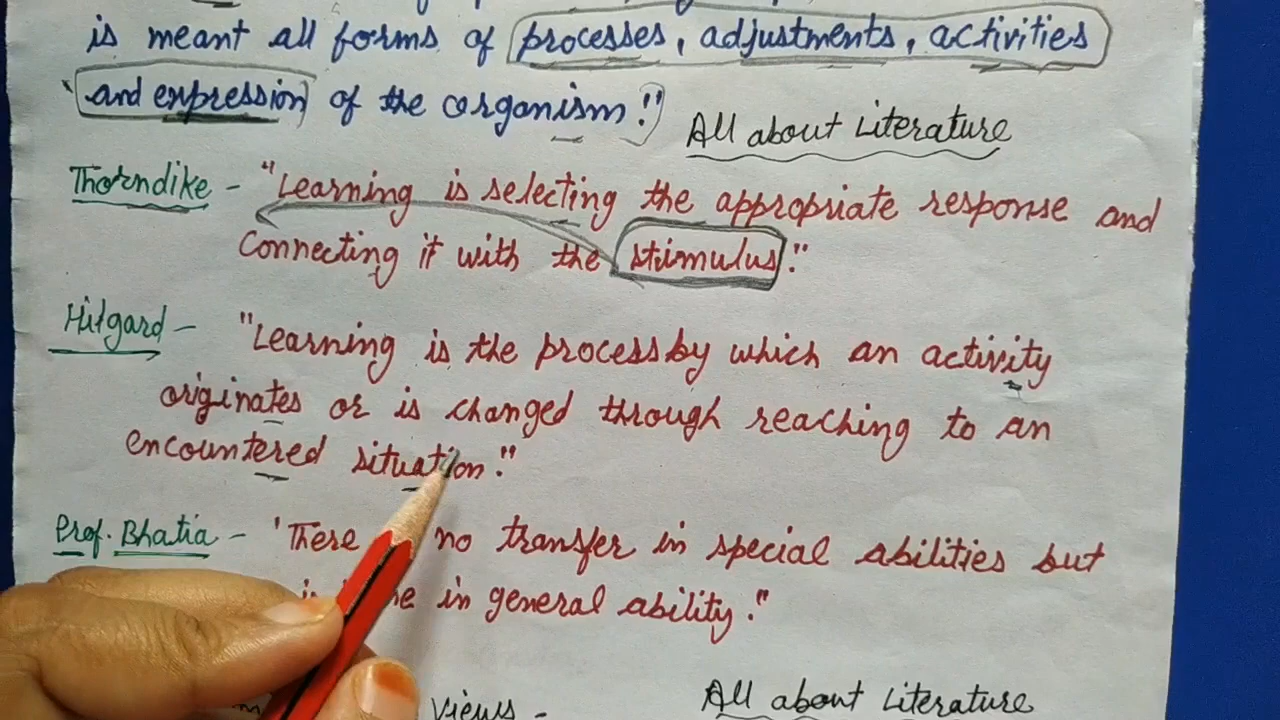 is meant all forms of processes, adjustments, activities
and expression of the organism."
All about Literature
Thorndike - "Learning is selecting the appropriate response and
Connecting it with the stimulus."
Hilgard - "Learning is the process by which an activity
originates or is changed through reaching to an
encountered situation."
Prof. Bhatia - 'There no transfer in special abilities but
in general ability."
Views -
All about Literature